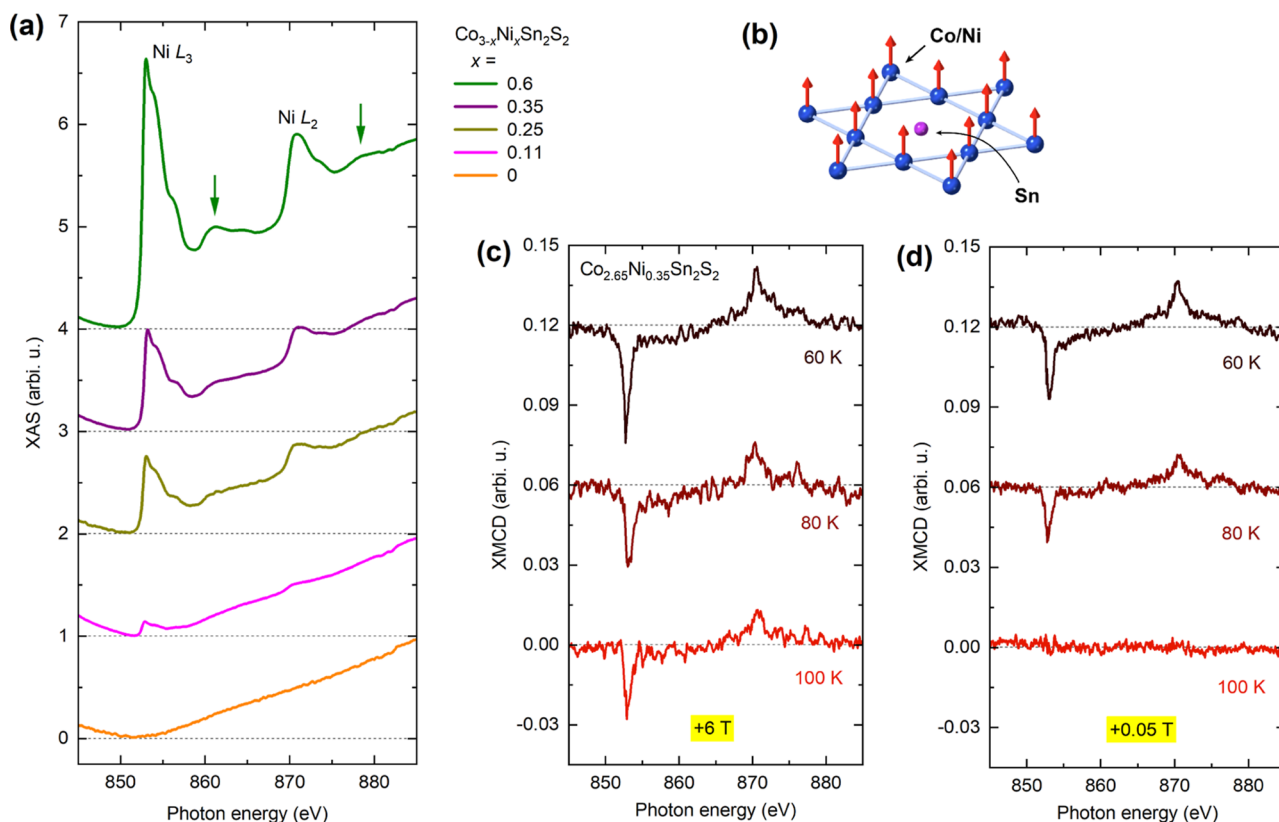 (a)
7
6
5
4
3
2
1
0
XAS (arbi. u.)
850 860 870 880
Photon energy (eV)
Ni L₃
Ni L₂
Co₃₋ₓNiₓSn₂S₂
x =
0.6
0.35
0.25
0.11
0
(b)
Co/Ni
Sn
(c)
0.15
0.12
0.09
0.06
0.03
0.00
-0.03
XMCD (arbi. u.)
Co₂.₆₅Ni₀.₃₅Sn₂S₂
60 K
80 K
100 K
+6 T
850 860 870 880
Photon energy (eV)
(d)
0.15
0.12
0.09
0.06
0.03
0.00
-0.03
XMCD (arbi. u.)
60 K
80 K
100 K
+0.05 T
850 860 870 880
Photon energy (eV)